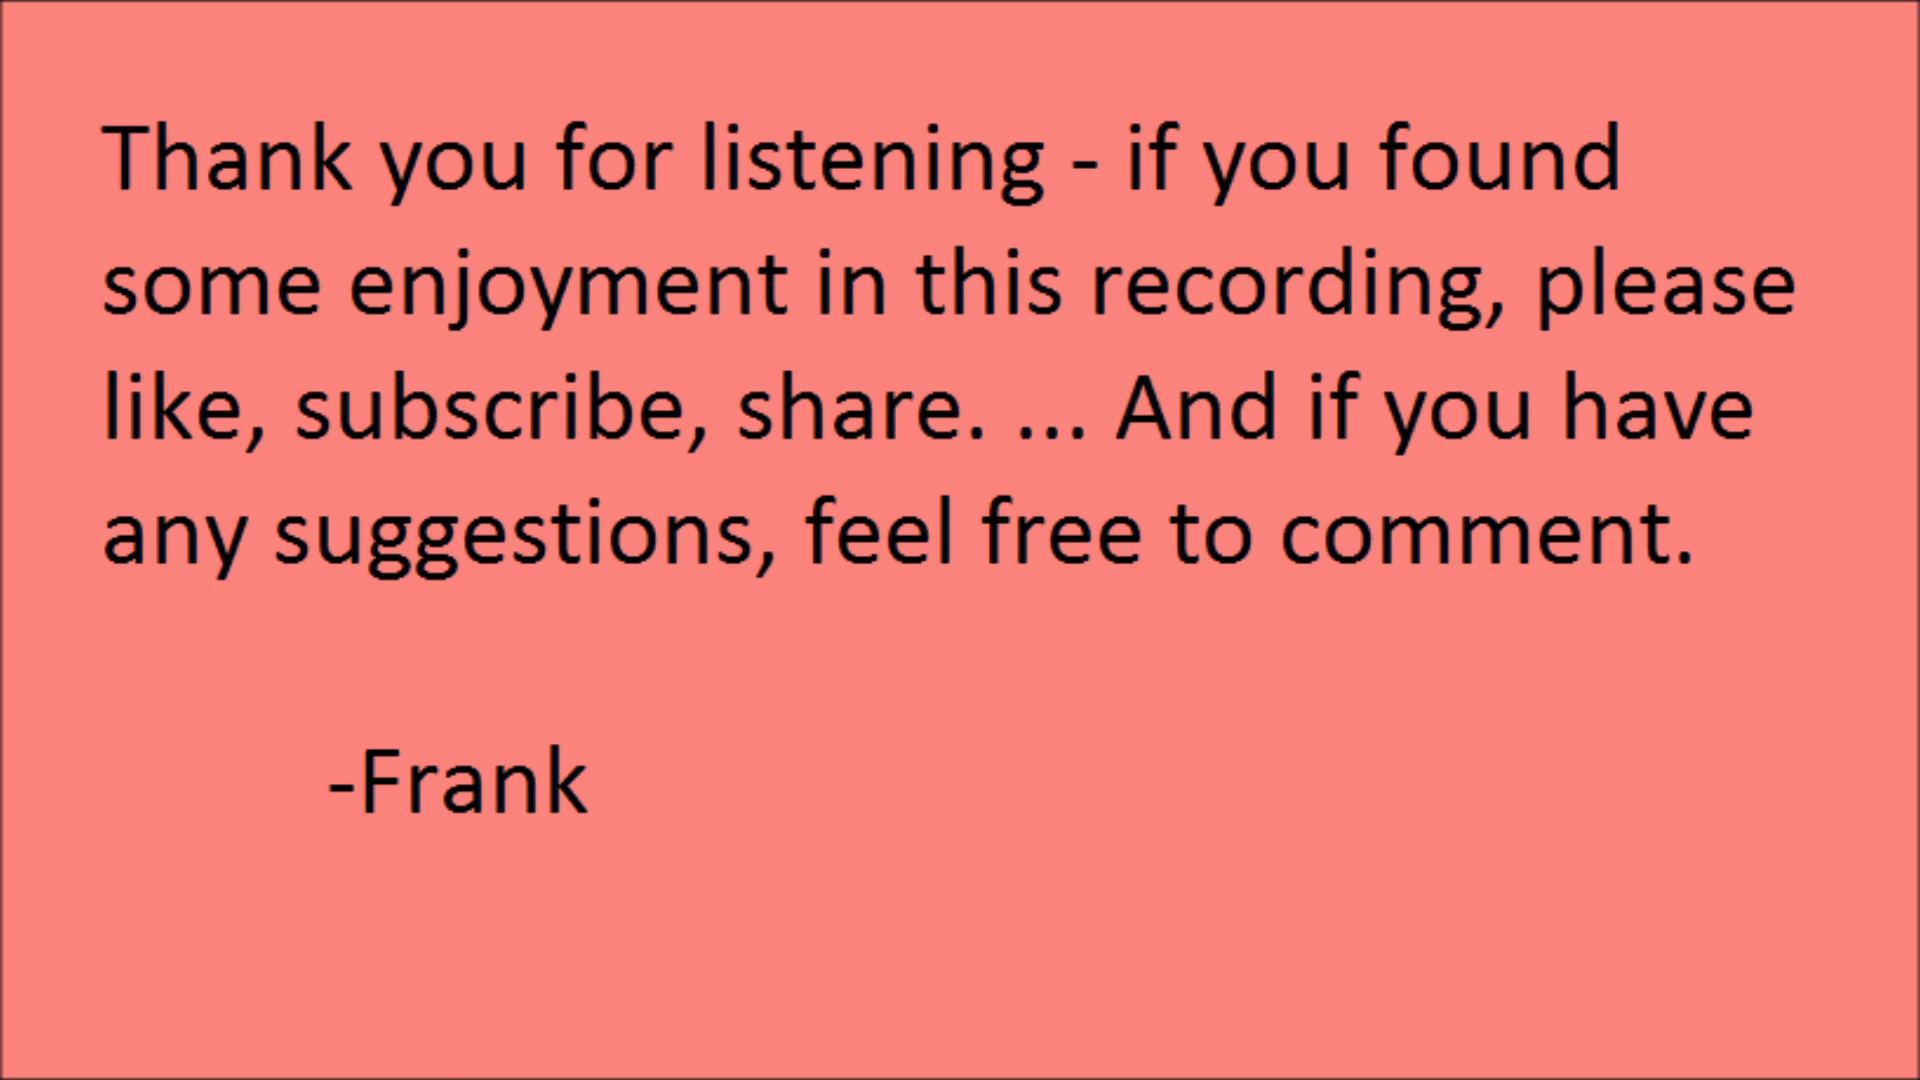 Thank you for listening - if you found
some enjoyment in this recording, please
like, subscribe, share. ... And if you have
any suggestions, feel free to comment.
-Frank